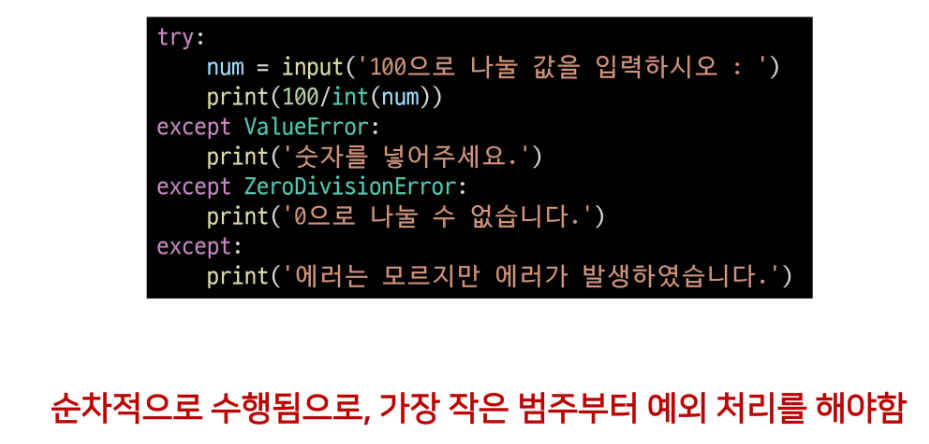 try:
    num = input('100으로 나눌 값을 입력하시오 : ')
    print(100/int(num))
except ValueError:
    print('숫자를 넣어주세요.')
except ZeroDivisionError:
    print('0으로 나눌 수 없습니다.')
except:
    print('에러는 모르지만 에러가 발생하였습니다.')
순차적으로 수행됨으로, 가장 작은 범주부터 예외 처리를 해야함